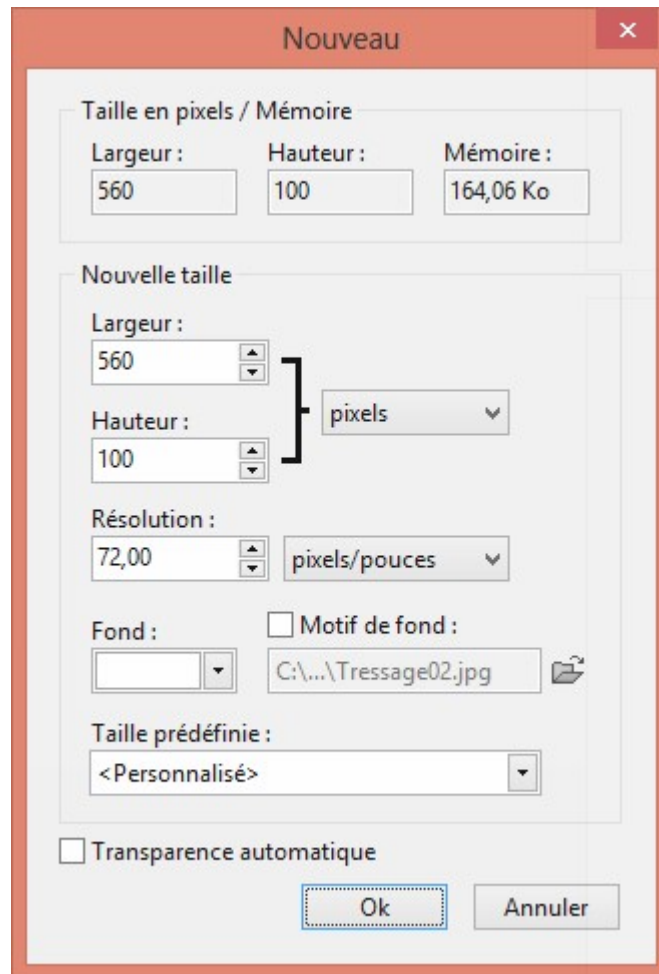 Nouveau
Taille en pixels / Mémoire
Largeur : Hauteur : Mémoire :
560 100 164,06 Ko
Nouvelle taille
Largeur :
560
pixels
Hauteur :
100
Résolution :
72,00 pixels/pouces
Fond : Motif de fond :
C:\...\Tressage02.jpg
Taille prédéfinie :
<Personnalisé>
Transparence automatique
Ok Annuler